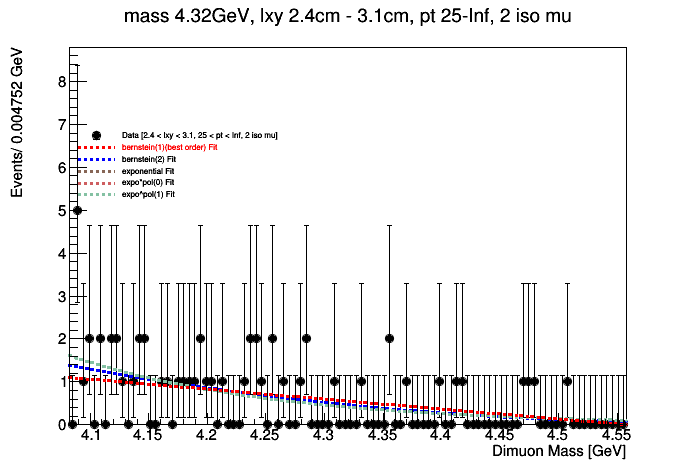 mass 4.32GeV, lxy 2.4cm - 3.1cm, pt 25-Inf, 2 iso mu
Events/ 0.004752 GeV
8
7
6
5
4
3
2
1
0
Data [2.4 < lxy < 3.1, 25 < pt < Inf, 2 iso mu]
bernstein(1)(best order) Fit
bernstein(2) Fit
exponential Fit
expo*pol(0) Fit
expo*pol(1) Fit
4.1 4.15 4.2 4.25 4.3 4.35 4.4 4.45 4.5 4.55
Dimuon Mass [GeV]